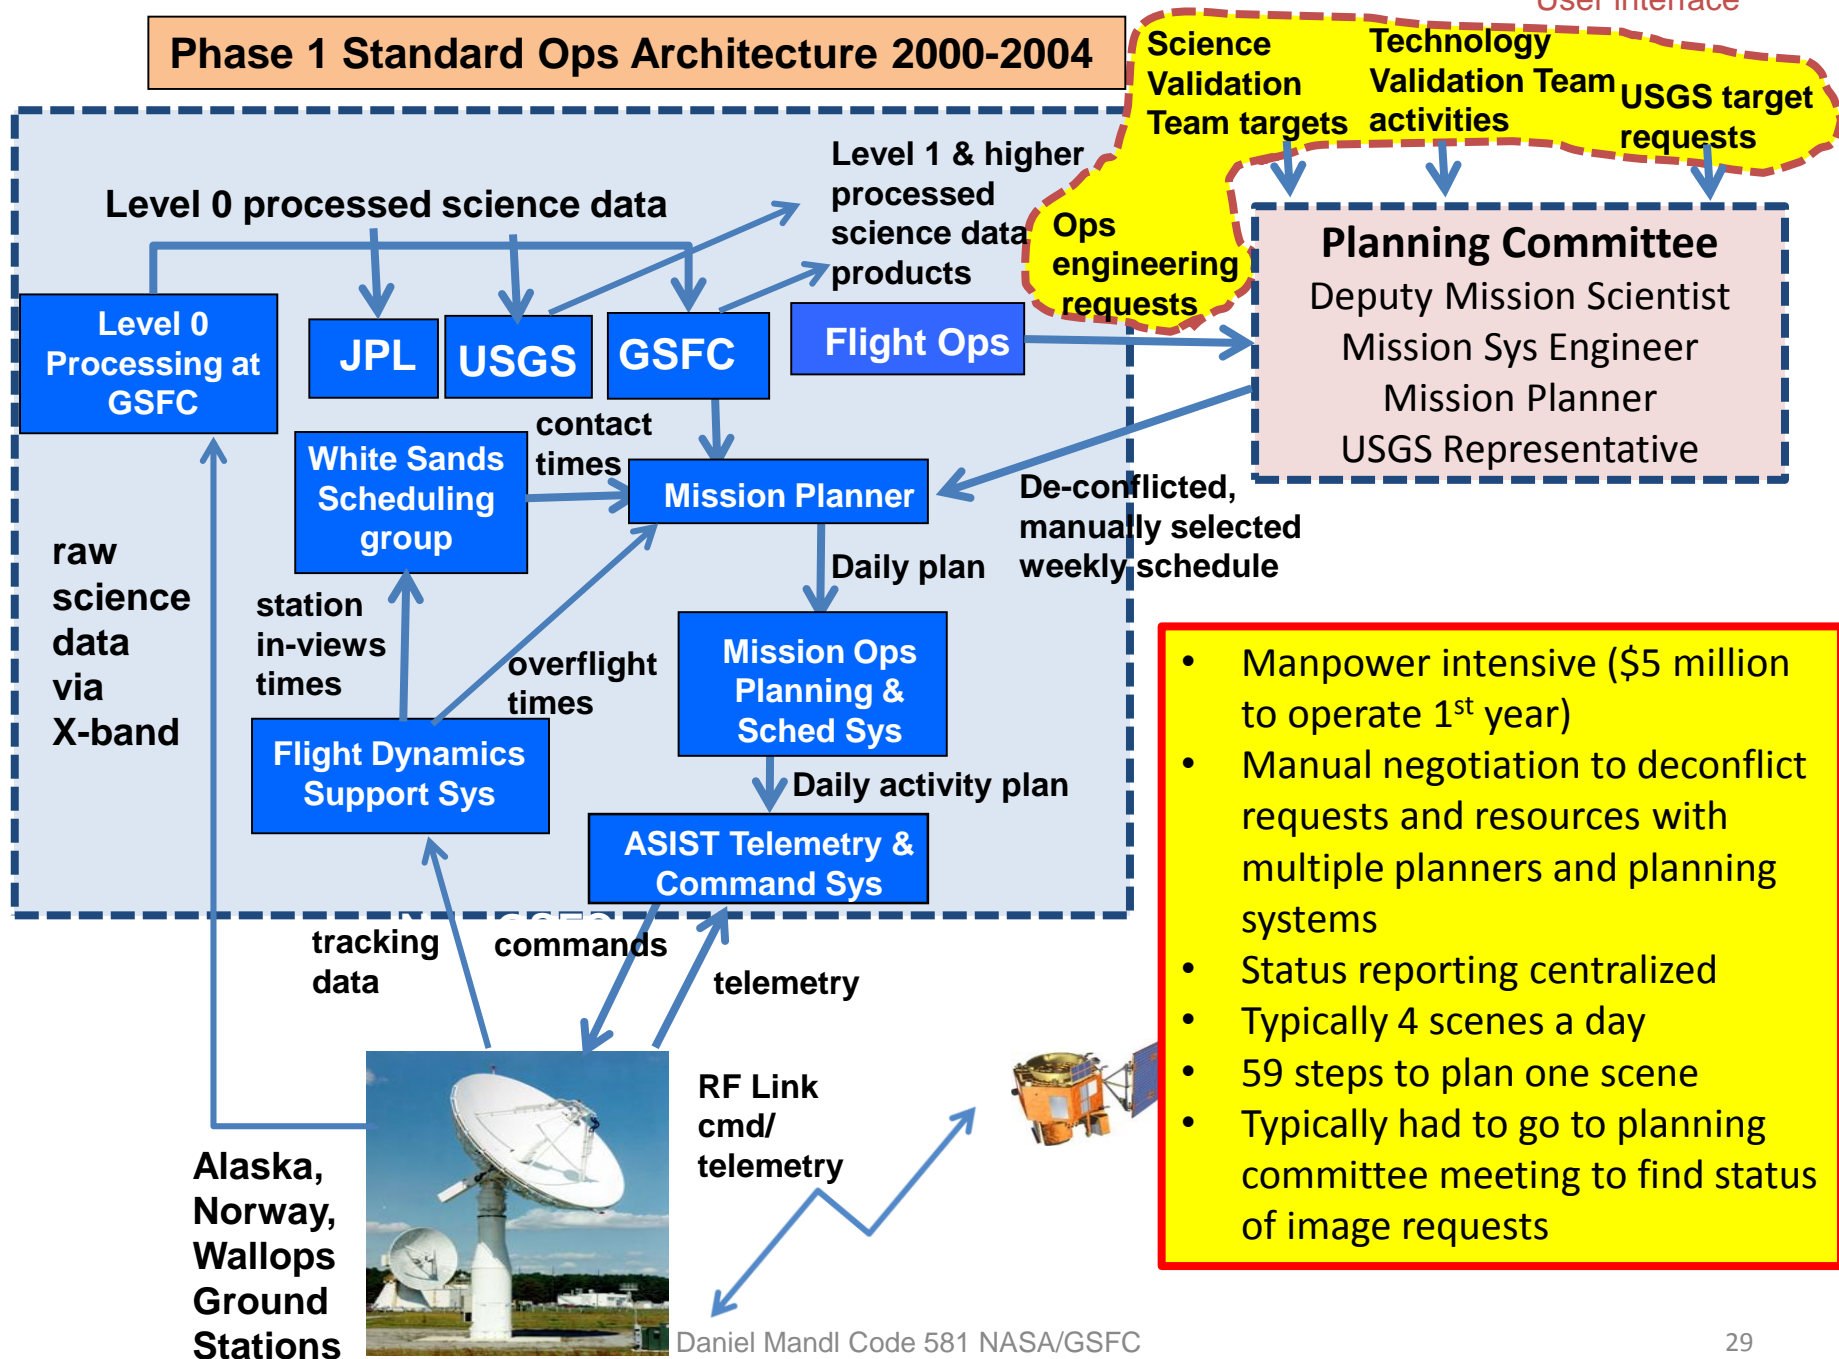 User interface
Phase 1 Standard Ops Architecture 2000-2004
Science
Validation
Team targets
Technology
Validation Team
activities
USGS target
requests
Level 0 processed science data
Level 1 & higher
processed
science data
products
Ops
engineering
requests
Planning Committee
Deputy Mission Scientist
Mission Sys Engineer
Mission Planner
USGS Representative
Level 0
Processing at
GSFC
JPL
USGS
GSFC
Flight Ops
contact
times
White Sands
Scheduling
group
Mission Planner
De-conflicted,
manually selected
weekly schedule
raw
science
data
via
X-band
Daily plan
station
in-views
times
overflight
times
Mission Ops
Planning &
Sched Sys
Flight Dynamics
Support Sys
Daily activity plan
ASIST Telemetry &
Command Sys
tracking
data
commands
telemetry
RF Link
cmd/
telemetry
Alaska,
Norway,
Wallops
Ground
Stations
• Manpower intensive ($5 million
to operate 1st year)
• Manual negotiation to deconflict
requests and resources with
multiple planners and planning
systems
• Status reporting centralized
• Typically 4 scenes a day
• 59 steps to plan one scene
• Typically had to go to planning
committee meeting to find status
of image requests
Daniel Mandl Code 581 NASA/GSFC
29